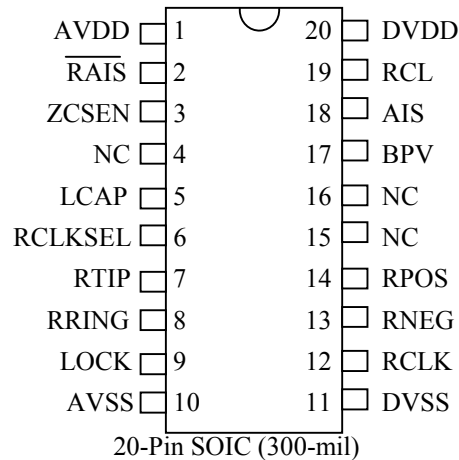 AVDD 1 20 DVDD
RAIS 2 19 RCL
ZCSEN 3 18 AIS
NC 4 17 BPV
LCAP 5 16 NC
RCLKSEL 6 15 NC
RTIP 7 14 RPOS
RRING 8 13 RNEG
LOCK 9 12 RCLK
AVSS 10 11 DVSS
20-Pin SOIC (300-mil)